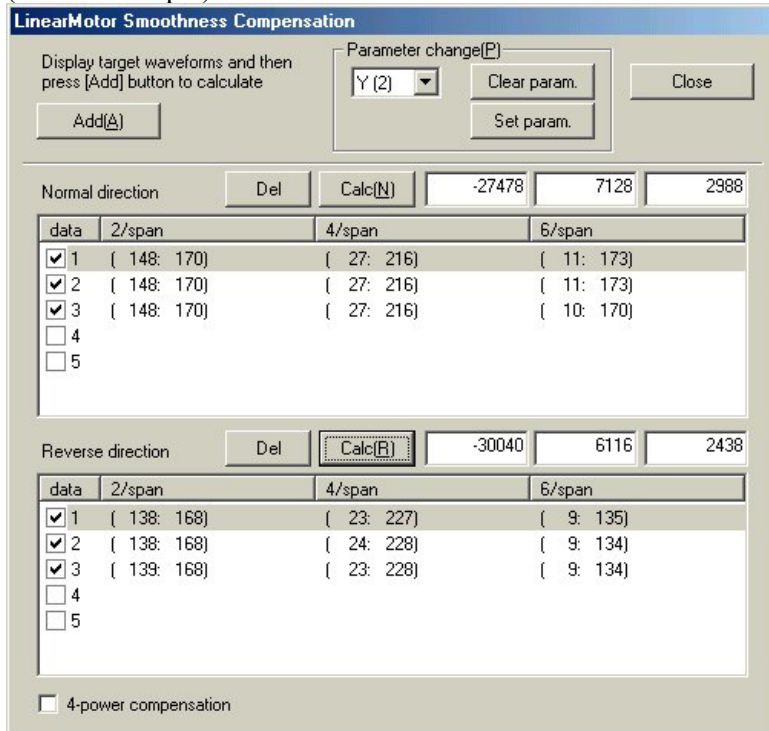 LinearMotor Smoothness Compensation
Display target waveforms and then
press [Add] button to calculate
Add(A)
Parameter change(P)
Y (2)
Clear param.
Set param.
Close
Normal direction Del Calc(N) -27478 7128 2988
data 2/span 4/span 6/span
1 ( 148: 170) ( 27: 216) ( 11: 173)
2 ( 148: 170) ( 27: 216) ( 11: 173)
3 ( 148: 170) ( 27: 216) ( 10: 170)
4
5
Reverse direction Del Calc(R) -30040 6116 2438
data 2/span 4/span 6/span
1 ( 138: 168) ( 23: 227) ( 9: 135)
2 ( 138: 168) ( 24: 228) ( 9: 134)
3 ( 139: 168) ( 23: 228) ( 9: 134)
4
5
4-power compensation